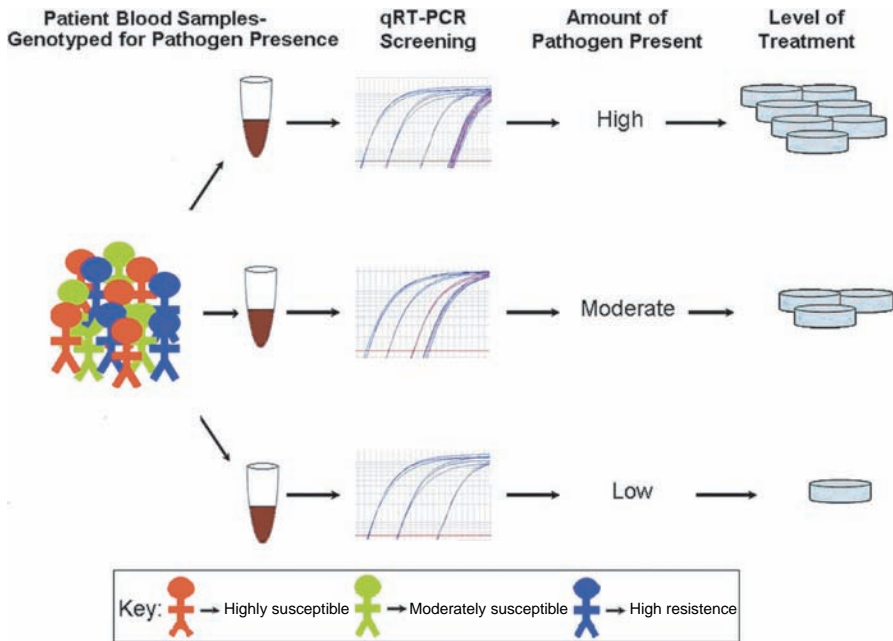 Patient Blood Samples-
Genotyped for Pathogen Presence
qRT-PCR
Screening
Amount of
Pathogen Present
Level of
Treatment
High
Moderate
Low
Key: Highly susceptible Moderately susceptible High resistence